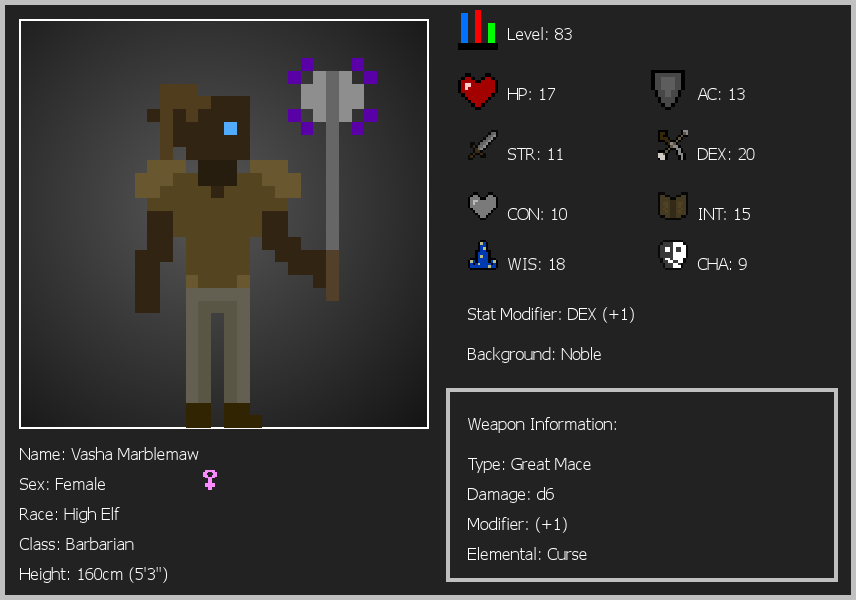 Level: 83
HP: 17
AC: 13
STR: 11
DEX: 20
CON: 10
INT: 15
WIS: 18
CHA: 9
Stat Modifier: DEX (+1)
Background: Noble
Weapon Information:
Type: Great Mace
Damage: d6
Modifier: (+1)
Elemental: Curse
Name: Vasha Marblemaw
Sex: Female
Race: High Elf
Class: Barbarian
Height: 160cm (5'3")